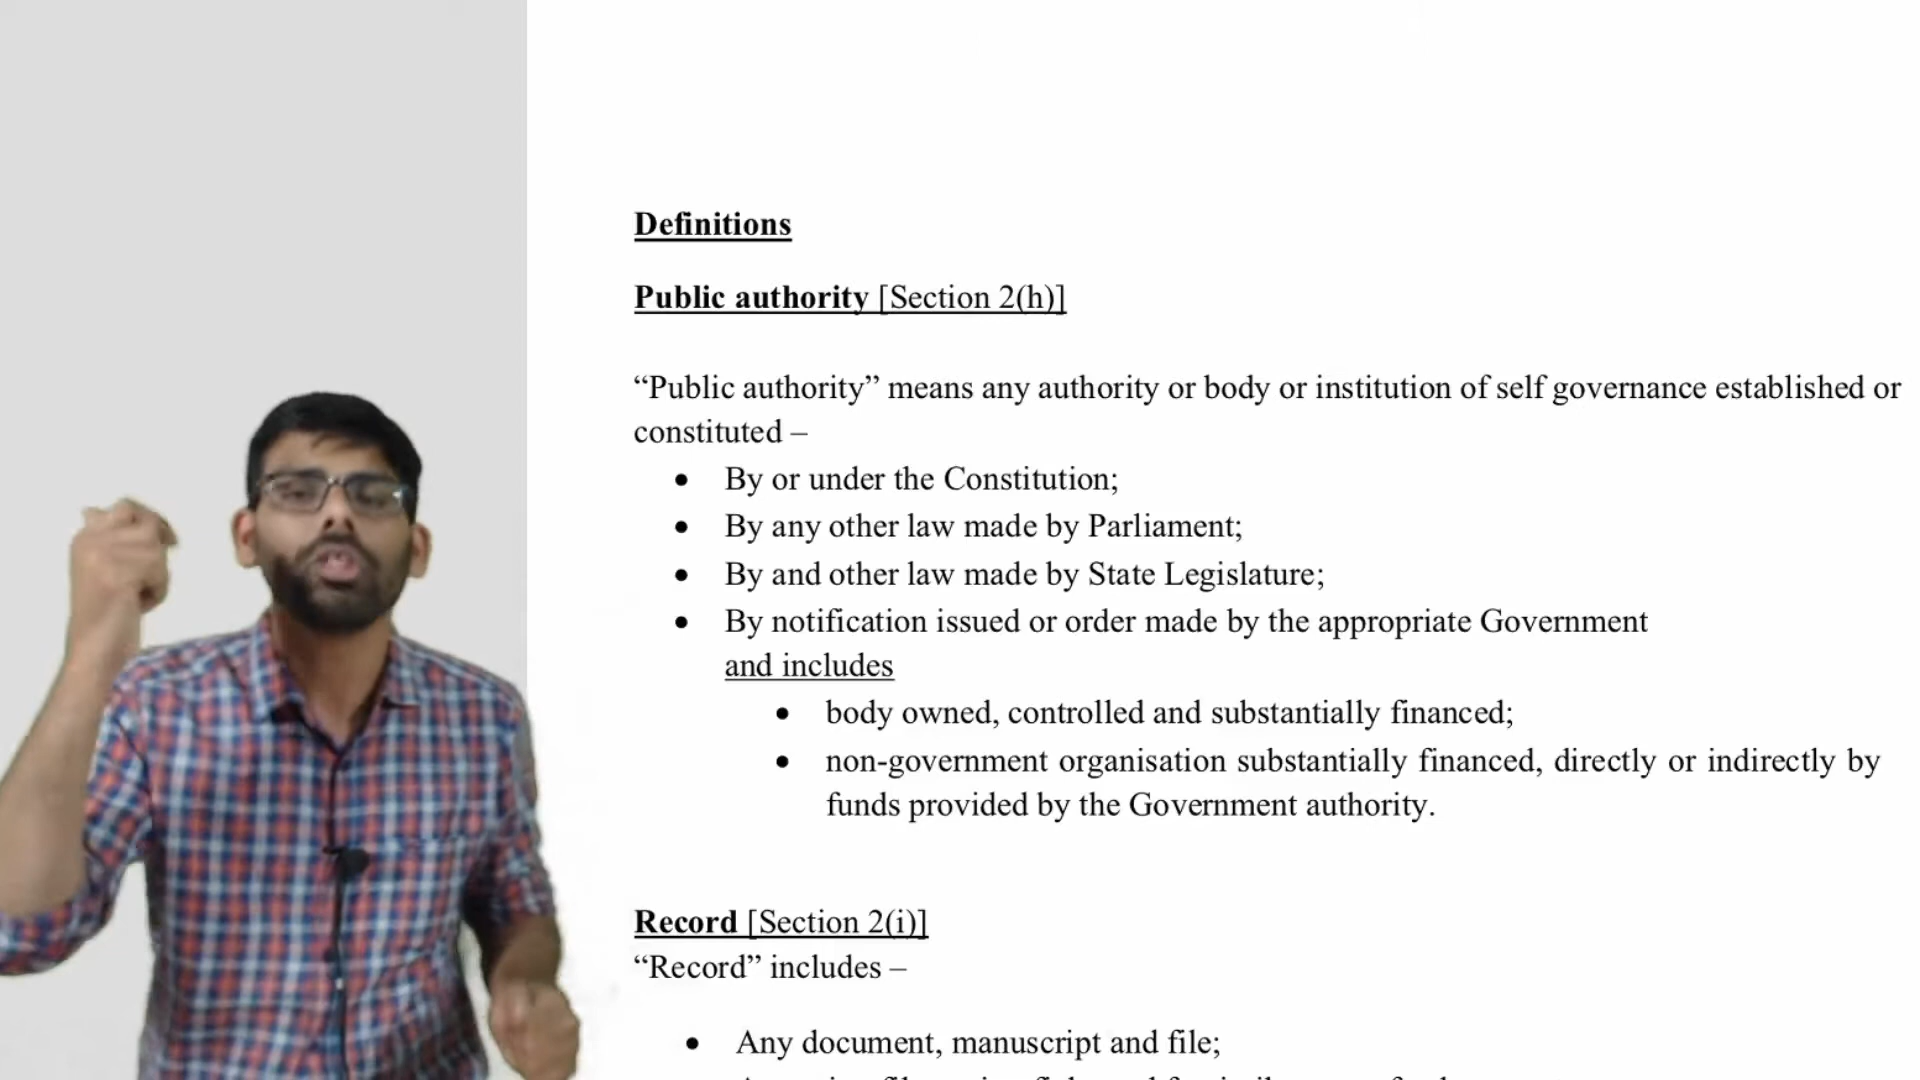 Definitions
Public authority [Section 2(h)]
“Public authority” means any authority or body or institution of self governance established or
constituted –
• By or under the Constitution;
• By any other law made by Parliament;
• By and other law made by State Legislature;
• By notification issued or order made by the appropriate Government
and includes
• body owned, controlled and substantially financed;
• non-government organisation substantially financed, directly or indirectly by
funds provided by the Government authority.
Record [Section 2(i)]
“Record” includes –
• Any document, manuscript and file;